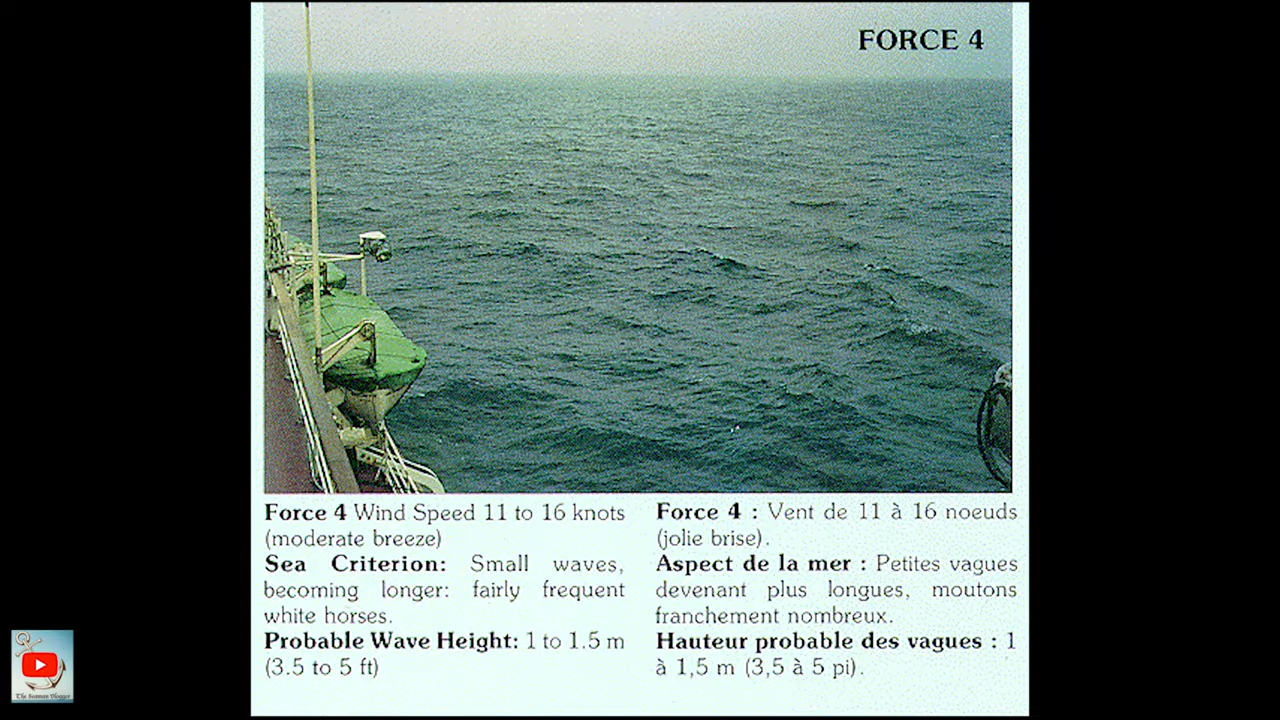 FORCE 4
Force 4 Wind Speed 11 to 16 knots
(moderate breeze)
Sea Criterion: Small waves,
becoming longer: fairly frequent
white horses.
Probable Wave Height: 1 to 1.5 m
(3.5 to 5 ft)
Force 4 : Vent de 11 à 16 noeuds
(jolie brise).
Aspect de la mer : Petites vagues
devenant plus longues, moutons
franchement nombreux.
Hauteur probable des vagues : 1
à 1,5 m (3,5 à 5 pi).
The Seaman Vlogger